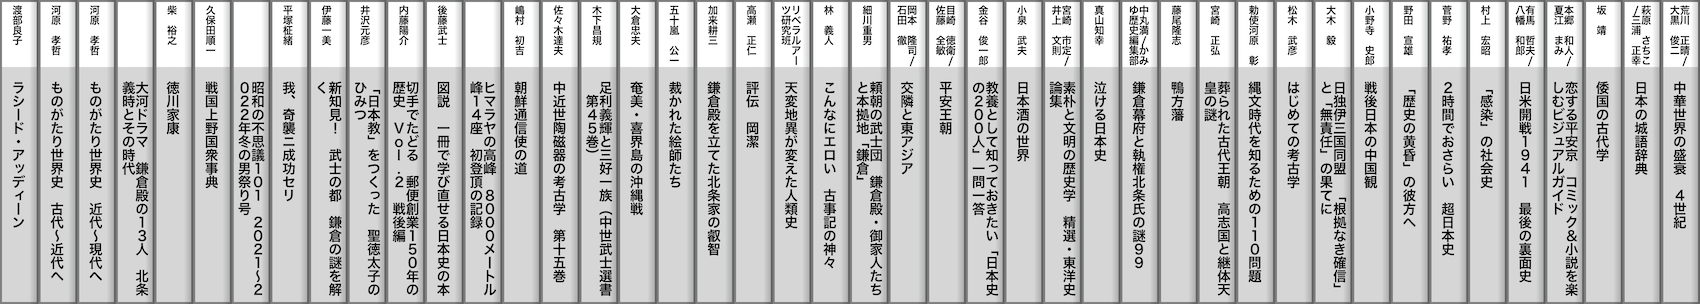 荒川　正晴/
大黒　俊二
中華世界の盛衰　４世紀
萩原　さちこ
/三浦　正幸
日本の城語辞典
坂　靖
倭国の古代学
本郷　和人/
夏江　まみ
恋する平安京　コミック＆小説を楽
しむビジュアルガイド
有馬　哲夫/
八幡　和郎/
日米開戦１９４１　最後の裏面史
村上　宏昭
「感染」の社会史
菅野　祐孝
２時間でおさらい　超日本史
野田　宣雄
「歴史の黄昏」の彼方へ
小野寺　史郎
戦後日本の中国観
大木　毅
日独伊三国同盟　「根拠なき確信」
と「無責任」の果てに
松木　武彦
はじめての考古学
勅使河原　彰
縄文時代を知るための１１０問題
宮崎　正弘
葬られた古代王朝　高志国と継体天
皇の謎
藤尾隆志
鴨方藩
中丸満/かみ
ゆ歴史編集部
鎌倉幕府と執権北条氏の謎９９
真山知幸
泣ける日本史
宮崎　市定/
井上　文則/
素朴と文明の歴史学　精選・東洋史
論集
小泉　武夫
日本酒の世界
金谷　俊一郎
教養として知っておきたい「日本史
の２００人」一問一答
目崎　徳衛/
佐藤　全敏/
平安王朝
岡本　隆司/
石田　徹
交隣と東アジア
細川重男
頼朝の武士団　鎌倉殿・御家人たち
と本拠地「鎌倉」
林　義人
こんなにエロい　古事記の神々
リベラルアー
ツ研究班
天変地異が変えた人類史
高瀬　正仁
評伝　岡潔
加来耕三
鎌倉殿を立てた北条家の叡智
五十嵐　公一
裁かれた絵師たち
大倉忠夫
奄美・喜界島の沖縄戦
木下昌規
足利義輝と三好一族（中世武士選書
　第４５巻）
佐々木達夫
中近世陶磁器の考古学　第十五巻
嶋村　初吉
朝鮮通信使の道
ヒマラヤの高峰　８０００メートル
峰１４座　初登頂の記録
後藤武士
図説　一冊で学び直せる日本史の本
内藤陽介
切手でたどる　郵便創業１５０年の
歴史　Ｖｏｌ．２　戦後編
井沢元彦
「日本教」をつくった　聖徳太子の
ひみつ
伊藤一美
新知見！　武士の都　鎌倉の謎を解
く
平塚柾緒
我、奇襲ニ成功セリ
昭和の不思議１０１　２０２１〜２
０２２年冬の男祭り号
久保田順一
戦国上野国衆事典
柴　裕之
徳川家康
大河ドラマ　鎌倉殿の１３人　北条
義時とその時代
河原　孝哲
ものがたり世界史　近代〜現代へ
河原　孝哲
ものがたり世界史　古代〜近代へ
渡部良子
ラシード・アッディーン